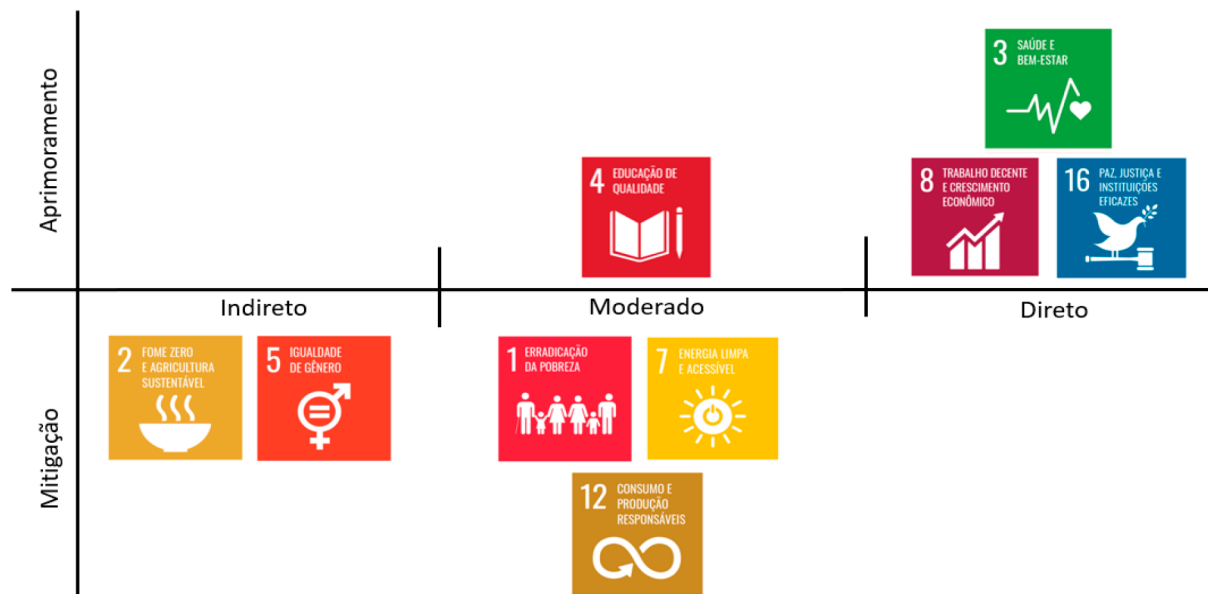 Aprimoramento
3 SAÚDE E
BEM-ESTAR
4 EDUCAÇÃO DE
QUALIDADE
8 TRABALHO DECENTE
E CRESCIMENTO
ECONÔMICO
16 PAZ, JUSTIÇA E
INSTITUIÇÕES
EFICAZES
Indireto
Moderado
Direto
Mitigação
2 FOME ZERO
E AGRICULTURA
SUSTENTÁVEL
5 IGUALDADE
DE GÊNERO
1 ERRADICAÇÃO
DA POBREZA
7 ENERGIA LIMPA
E ACESSÍVEL
12 CONSUMO E
PRODUÇÃO
RESPONSÁVEIS